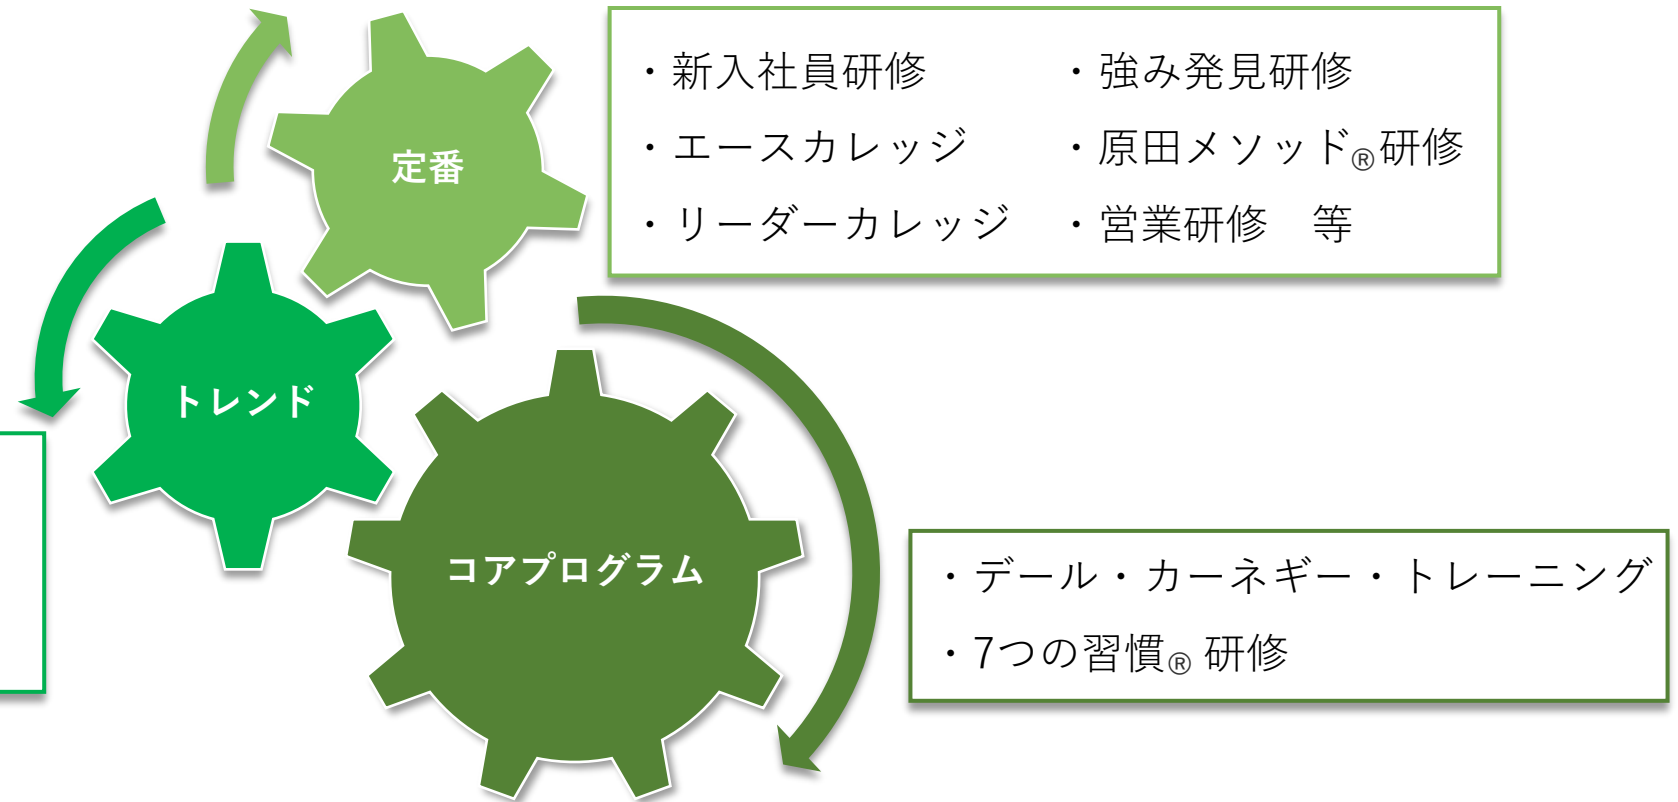 ・新入社員研修　・強み発見研修
・エースカレッジ　・原田メソッド®研修
・リーダーカレッジ　・営業研修　等
定番
トレンド
コアプログラム
・デール・カーネギー・トレーニング
・7つの習慣® 研修